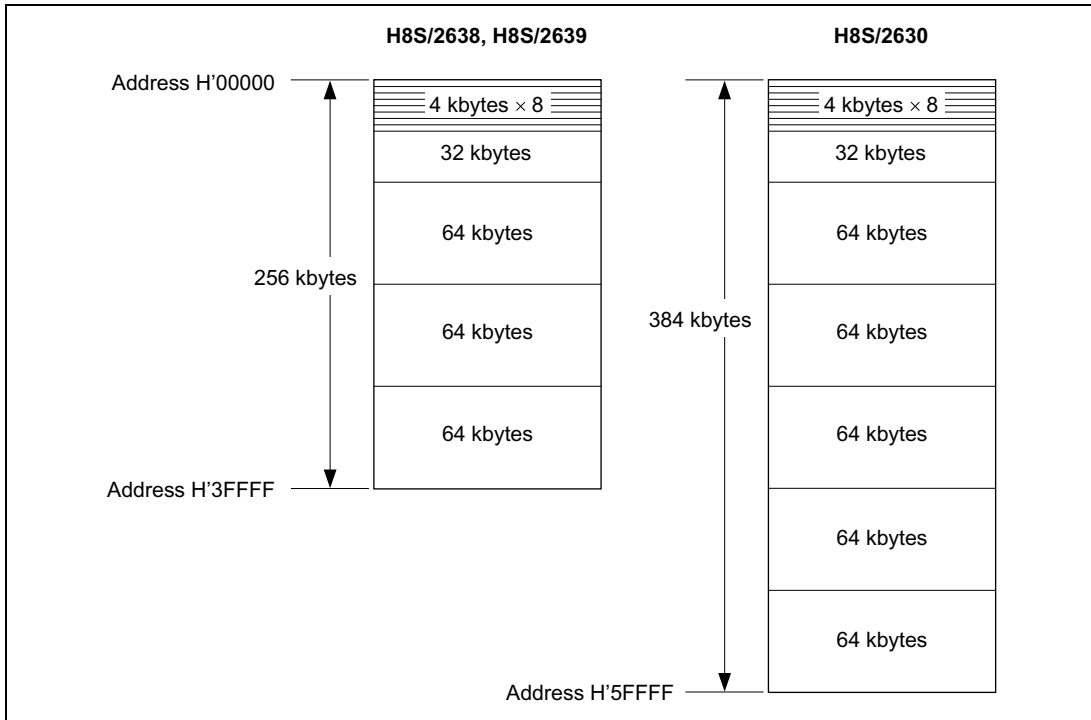 H8S/2638, H8S/2639
Address H'00000
4 kbytes × 8
32 kbytes
64 kbytes
64 kbytes
64 kbytes
256 kbytes
Address H'3FFFF
H8S/2630
4 kbytes × 8
32 kbytes
64 kbytes
64 kbytes
64 kbytes
64 kbytes
64 kbytes
384 kbytes
Address H'5FFFF